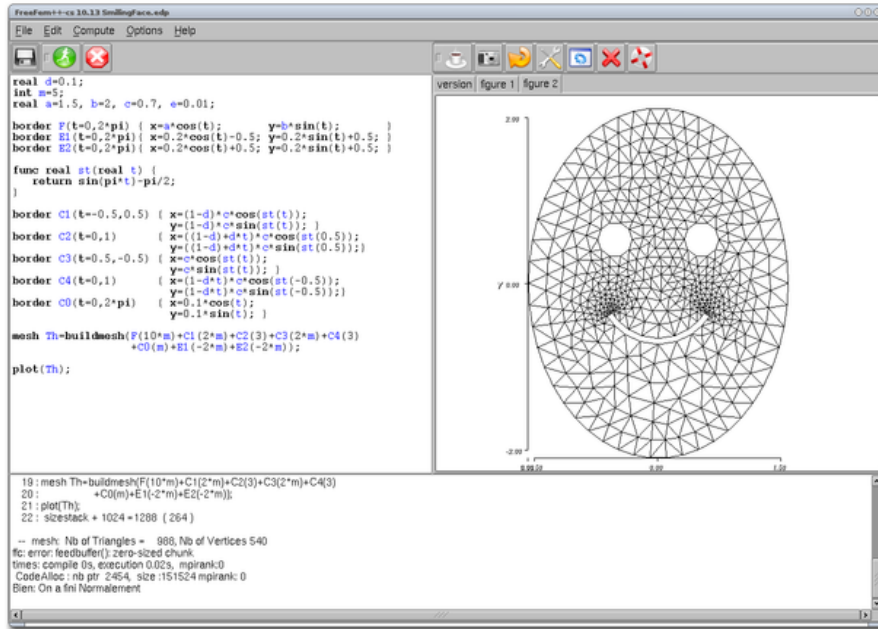 FreeFem++-cs 10.13 SmilingFace.edp
File Edit Compute Options Help
real d=0.1;
int m=5;
real a=1.5, b=2, c=0.7, e=0.01;
border F(t=0,2*pi) { x=a*cos(t); y=b*sin(t); }
border E1(t=0,2*pi){ x=0.2*cos(t)-0.5; y=0.2*sin(t)+0.5; }
border E2(t=0,2*pi){ x=0.2*cos(t)+0.5; y=0.2*sin(t)+0.5; }
func real st(real t) {
return sin(pi*t)-pi/2;
}
border C1(t=-0.5,0.5) { x=(1-d)*c*cos(st(t));
y=(1-d)*c*sin(st(t)); }
border C2(t=0,1) { x=((1-d)+d*t)*c*cos(st(0.5));
y=((1-d)+d*t)*c*sin(st(0.5));}
border C3(t=0.5,-0.5) { x=c*cos(st(t));
y=c*sin(st(t)); }
border C4(t=0,1) { x=(1-d*t)*c*cos(st(-0.5));
y=(1-d*t)*c*sin(st(-0.5));}
border C0(t=0,2*pi) { x=0.1*cos(t);
y=0.1*sin(t); }
mesh Th=buildmesh(F(10*m)+C1(2*m)+C2(3)+C3(2*m)+C4(3)
+C0(m)+E1(-2*m)+E2(-2*m));
plot(Th);
version figure 1 figure 2
2.00
Y 0.00
-2.00
0.00
19 : mesh Th=buildmesh(F(10*m)+C1(2*m)+C2(3)+C3(2*m)+C4(3)
20 : +C0(m)+E1(-2*m)+E2(-2*m));
21 : plot(Th);
22 : sizestack + 1024 =1288 ( 264 )
-- mesh: Nb of Triangles = 988, Nb of Vertices 540
ffc: error: feedbuffer(): zero-sized chunk
times: compile 0s, execution 0.02s, mpirank:0
CodeAlloc : nb ptr 2454, size :151524 mpirank: 0
Bien: On a fini Normalement